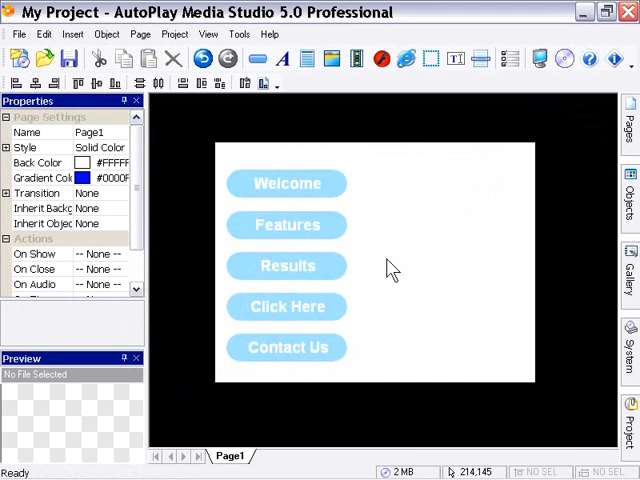 My Project - AutoPlay Media Studio 5.0 Professional
File Edit Insert Object Page Project Publish View Tools Help
Properties
Page Settings
Name Page1
Style Solid Color
Back Color #FFFFF
Gradient Col #0000F
Transition None
Inherit Backg None
Inherit Objec None
Actions
On Show -- None --
On Close -- None --
On Audio -- None --
Preview
No File Selected
Welcome
Features
Results
Click Here
Contact Us
Pages
Objects
Gallery
System
Project
Page1
Ready
2 MB
214,145
NO SEL
NO SEL